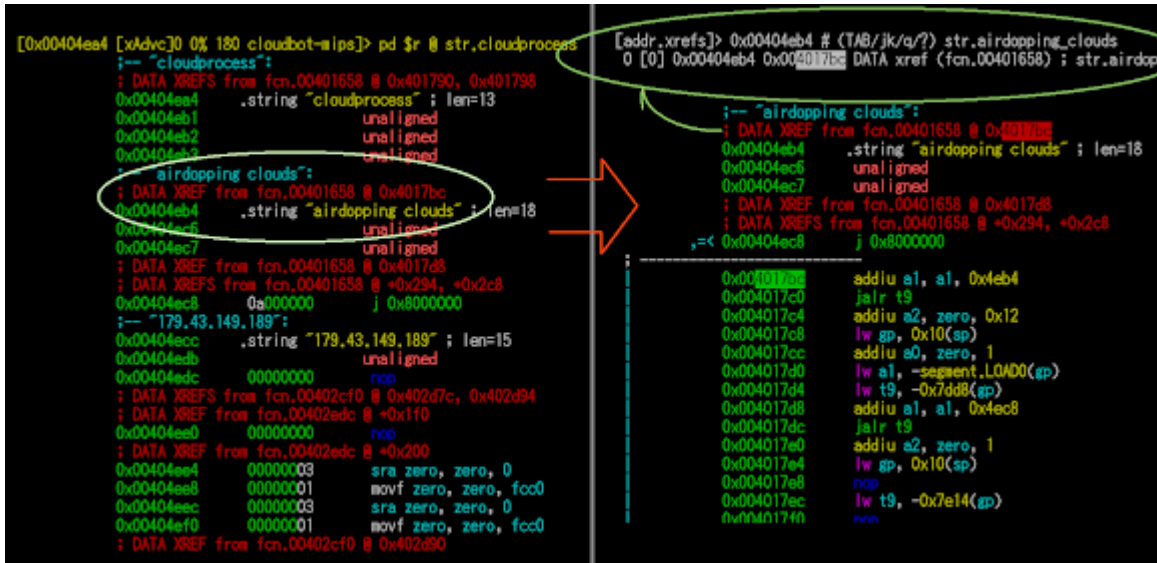 [0x00404ea4 [xAdvc]0 0% 180 cloudbot-mips]> pd $r @ str.cloudprocess
;-- "cloudprocess":
; DATA XREFS from fcn.00401658 @ 0x401790, 0x401798
0x00404ea4 .string "cloudprocess" ; len=13
0x00404eb1 unaligned
0x00404eb2 unaligned
0x00404eb3 unaligned
;-- "airdopping clouds":
; DATA XREF from fcn.00401658 @ 0x4017bc
0x00404eb4 .string "airdopping clouds" ; len=18
0x00404ec6 unaligned
0x00404ec7 unaligned
; DATA XREF from fcn.00401658 @ 0x4017d8
; DATA XREFS from fcn.00401658 @ +0x294, +0x2c8
0x00404ec8 0a000000 j 0x8000000
;-- "179.43.149.189":
0x00404ecc .string "179.43.149.189" ; len=15
0x00404edb unaligned
0x00404edc 00000000 nop
; DATA XREFS from fcn.00402cf0 @ 0x402d7c, 0x402d94
; DATA XREF from fcn.00402edc @ +0x1f0
0x00404ee0 00000000 nop
; DATA XREF from fcn.00402edc @ +0x200
0x00404ee4 00000003 sra zero, zero, 0
0x00404ee8 00000001 movf zero, zero, fcc0
0x00404eec 00000003 sra zero, zero, 0
0x00404ef0 00000001 movf zero, zero, fcc0
; DATA XREF from fcn.00402cf0 @ 0x402d90
[addr.xrefs]> 0x00404eb4 # (TAB/jk/q/?) str.airdopping_clouds
0 [0] 0x00404eb4 0x004017bc DATA xref (fcn.00401658) ; str.airdop
;-- "airdopping clouds":
; DATA XREF from fcn.00401658 @ 0x4017bc
0x00404eb4 .string "airdopping clouds" ; len=18
0x00404ec6 unaligned
0x00404ec7 unaligned
; DATA XREF from fcn.00401658 @ 0x4017d8
; DATA XREFS from fcn.00401658 @ +0x294, +0x2c8
,=< 0x00404ec8 j 0x8000000
; --------------------------
| 0x004017bc addiu a1, a1, 0x4eb4
| 0x004017c0 jalr t9
| 0x004017c4 addiu a2, zero, 0x12
| 0x004017c8 lw gp, 0x10(sp)
| 0x004017cc addiu a0, zero, 1
| 0x004017d0 lw a1, -segment.LOAD0(gp)
| 0x004017d4 lw t9, -0x7dd8(gp)
| 0x004017d8 addiu a1, a1, 0x4ec8
| 0x004017dc jalr t9
| 0x004017e0 addiu a2, zero, 1
| 0x004017e4 lw gp, 0x10(sp)
| 0x004017e8 nop
| 0x004017ec lw t9, -0x7e14(gp)
| 0x004017f0 nop